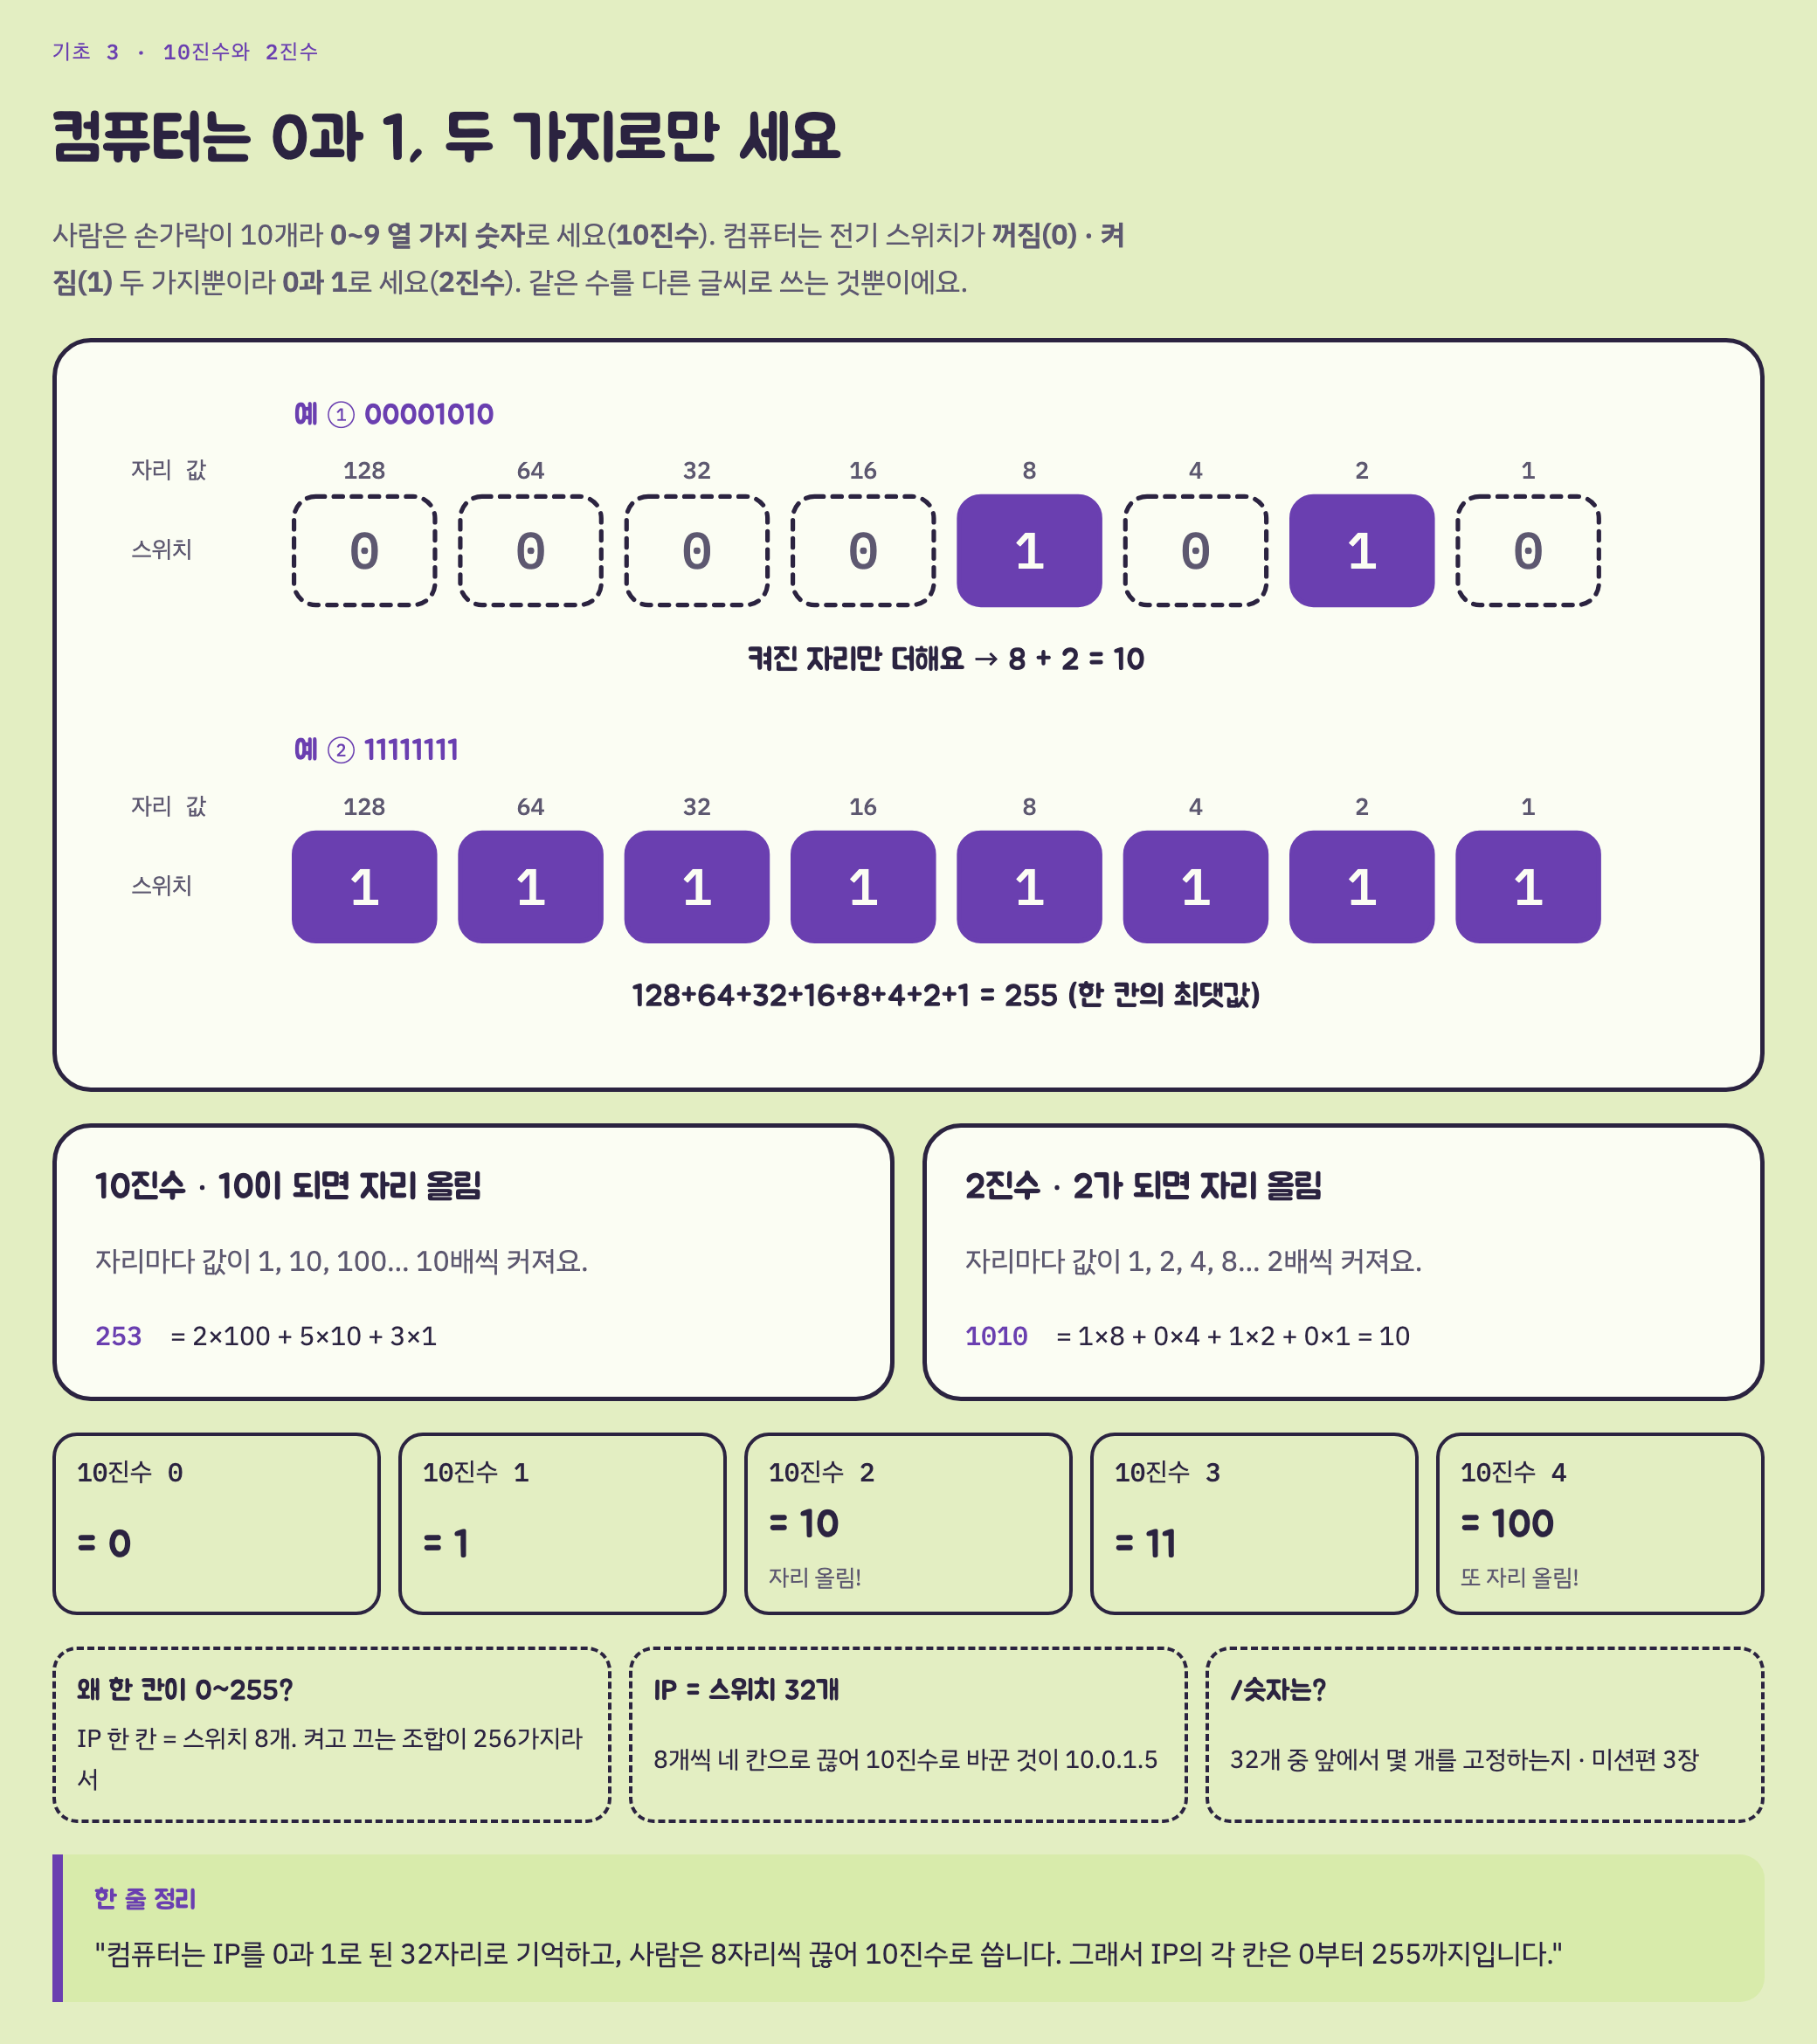 기초 3 · 10진수와 2진수
컴퓨터는 0과 1, 두 가지로만 세요
사람은 손가락이 10개라 0~9 열 가지 숫자로 세요(10진수). 컴퓨터는 전기 스위치가 꺼짐(0) · 켜
짐(1) 두 가지뿐이라 0과 1로 세요(2진수). 같은 수를 다른 글씨로 쓰는 것뿐이에요.
예 ① 00001010
자리 값 128 64 32 16 8 4 2 1
스위치 0 0 0 0 1 0 1 0
켜진 자리만 더해요 → 8 + 2 = 10
예 ② 11111111
자리 값 128 64 32 16 8 4 2 1
스위치 1 1 1 1 1 1 1 1
128+64+32+16+8+4+2+1 = 255 (한 칸의 최댓값)
10진수 · 10이 되면 자리 올림
자리마다 값이 1, 10, 100… 10배씩 커져요.
253 = 2×100 + 5×10 + 3×1
2진수 · 2가 되면 자리 올림
자리마다 값이 1, 2, 4, 8… 2배씩 커져요.
1010 = 1×8 + 0×4 + 1×2 + 0×1 = 10
10진수 0
= 0
10진수 1
= 1
10진수 2
= 10
자리 올림!
10진수 3
= 11
10진수 4
= 100
또 자리 올림!
왜 한 칸이 0~255?
IP 한 칸 = 스위치 8개. 켜고 끄는 조합이 256가지라
서
IP = 스위치 32개
8개씩 네 칸으로 끊어 10진수로 바꾼 것이 10.0.1.5
/숫자는?
32개 중 앞에서 몇 개를 고정하는지 · 미션편 3장
한 줄 정리
"컴퓨터는 IP를 0과 1로 된 32자리로 기억하고, 사람은 8자리씩 끊어 10진수로 씁니다. 그래서 IP의 각 칸은 0부터 255까지입니다."